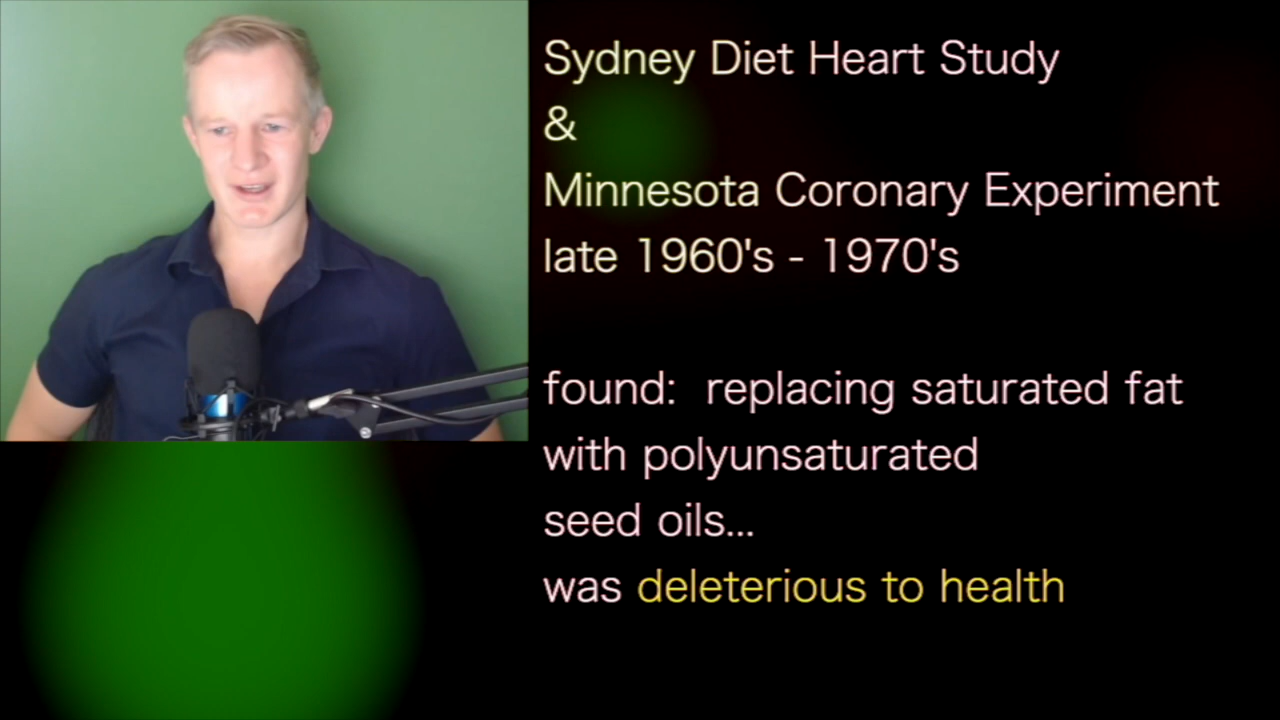 Sydney Diet Heart Study
&
Minnesota Coronary Experiment
late 1960's - 1970's
found: replacing saturated fat
with polyunsaturated
seed oils...
was deleterious to health